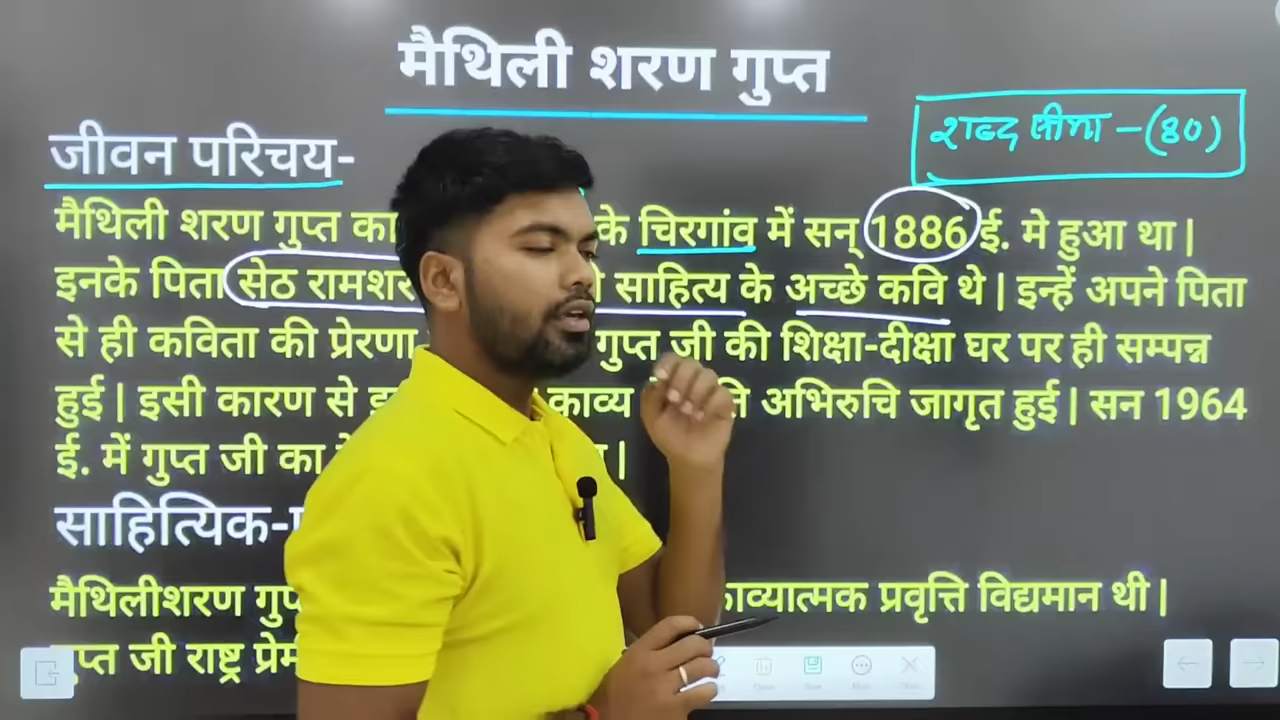 मैथिली शरण गुप्त
शब्द सीमा - (80)
जीवन परिचय-
मैथिली शरण गुप्त का के चिरगांव में सन् 1886 ई. मे हुआ था |
इनके पिता सेठ रामशर साहित्य के अच्छे कवि थे | इन्हें अपने पिता
से ही कविता की प्रेरणा गुप्त जी की शिक्षा-दीक्षा घर पर ही सम्पन्न
हुई | इसी कारण से काव्य अभिरुचि जागृत हुई | सन 1964
ई. में गुप्त जी का |
साहित्यिक-
मैथिलीशरण काव्यात्मक प्रवृत्ति विद्यमान थी |
गुप्त जी राष्ट्र